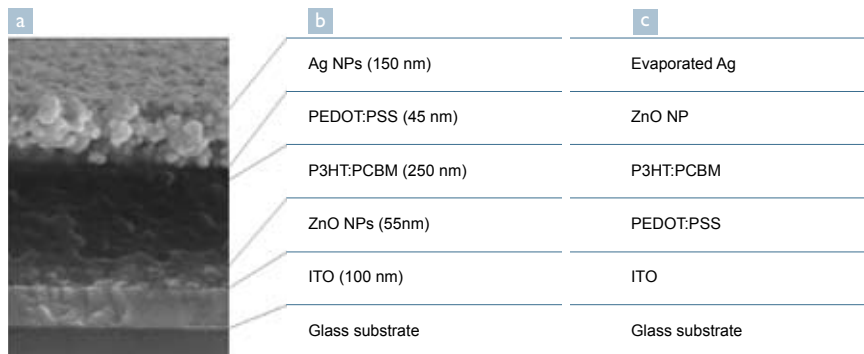 a
b
c
Ag NPs (150 nm)
Evaporated Ag
PEDOT:PSS (45 nm)
ZnO NP
P3HT:PCBM (250 nm)
P3HT:PCBM
ZnO NPs (55nm)
PEDOT:PSS
ITO (100 nm)
ITO
Glass substrate
Glass substrate